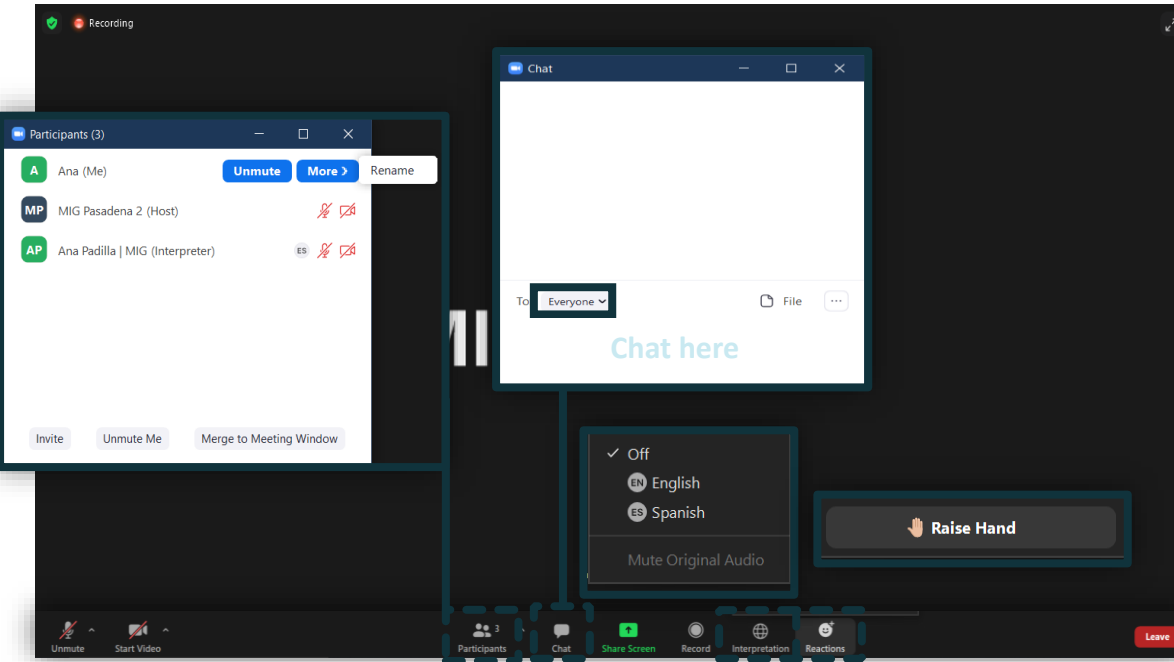 Recording
Chat
Participants (3)
A Ana (Me) Unmute More Rename
MP MIG Pasadena 2 (Host)
AP Ana Padilla | MIG (Interpreter) ES
To Everyone File ...
MI
Chat here
Invite Unmute Me Merge to Meeting Window
Off
EN English
ES Spanish
Mute Original Audio
Raise Hand
3
Unmute Start Video Participants Chat Share Screen Record Interpretation Reactions Leave